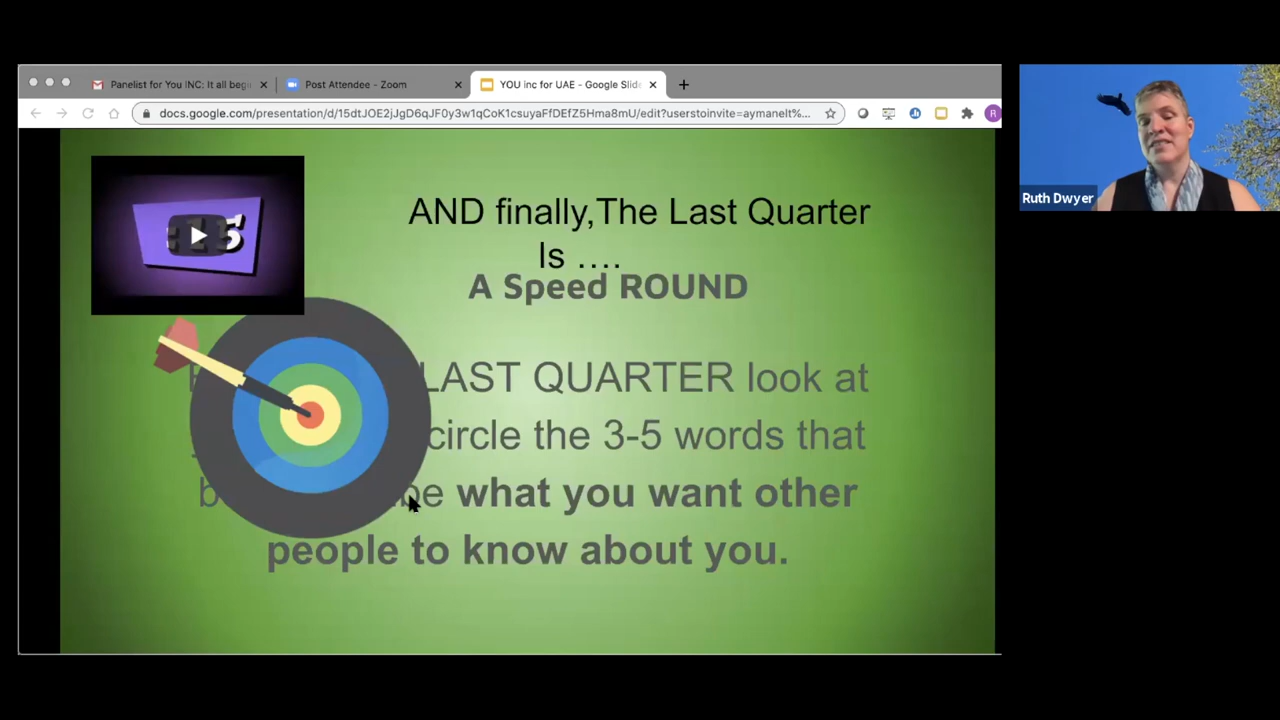 Panelist for You INC: It all begi
Post Attendee - Zoom
YOU inc for UAE - Google Slide
docs.google.com/presentation/d/15dtJOE2jJgD6qJF0y3w1qCoK1csuyaFfDEfZ5Hma8mU/edit?userstoinvite=aymanelt%...
R
Ruth Dwyer
AND finally,The Last Quarter
Is ....
A Speed ROUND
LAST QUARTER look at
circle the 3-5 words that
what you want other
people to know about you.